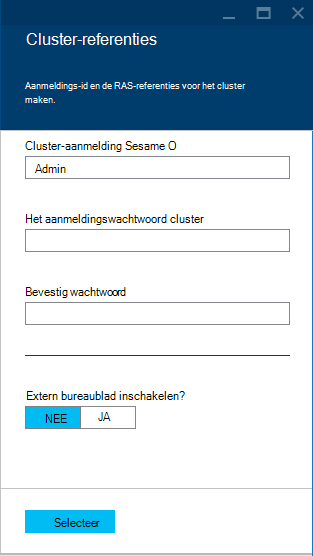 Cluster-referenties
Aanmeldings-id en de RAS-referenties voor het cluster
maken.
Cluster-aanmelding Sesame O
Admin
Het aanmeldingswachtwoord cluster
Bevestig wachtwoord
Extern bureaublad inschakelen?
NEE JA
Selecteer